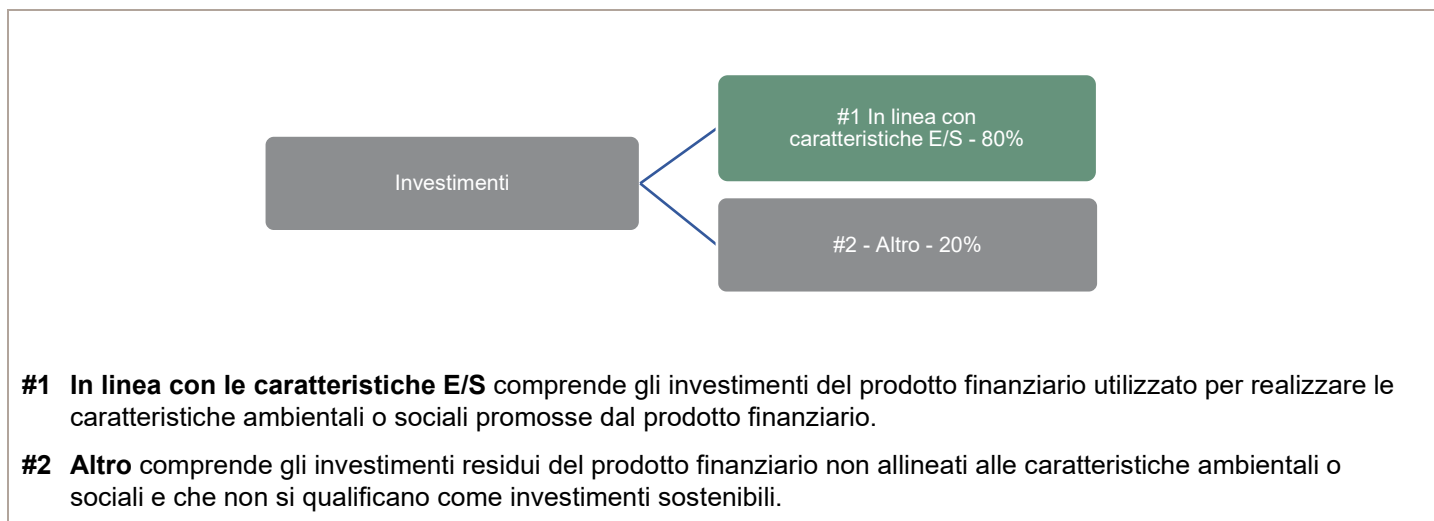 #1 In linea con
caratteristiche E/S - 80%
Investimenti
#2 - Altro - 20%
#1 In linea con le caratteristiche E/S comprende gli investimenti del prodotto finanziario utilizzato per realizzare le
caratteristiche ambientali o sociali promosse dal prodotto finanziario.
#2 Altro comprende gli investimenti residui del prodotto finanziario non allineati alle caratteristiche ambientali o
sociali e che non si qualificano come investimenti sostenibili.